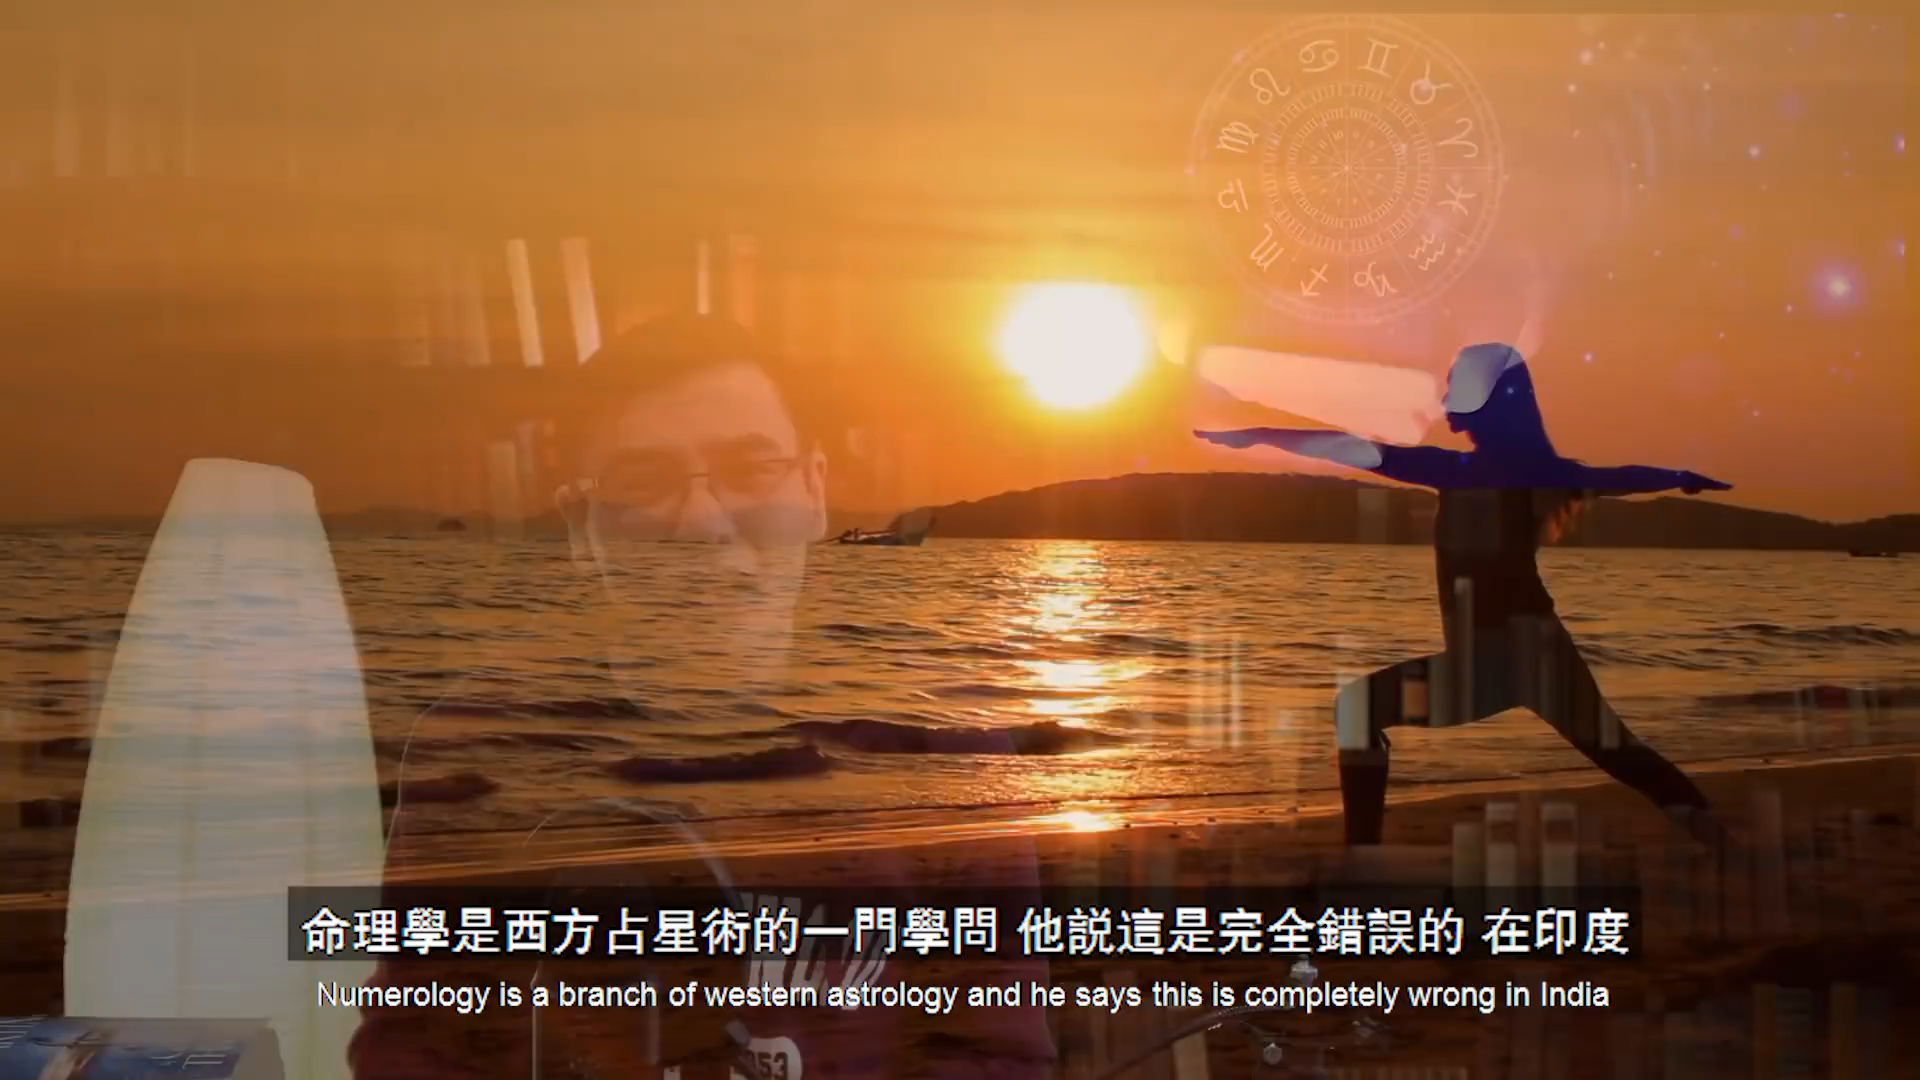 命理學是西方占星術的一門學問 他説這是完全錯誤的 在印度
Numerology is a branch of western astrology and he says this is completely wrong in India
53